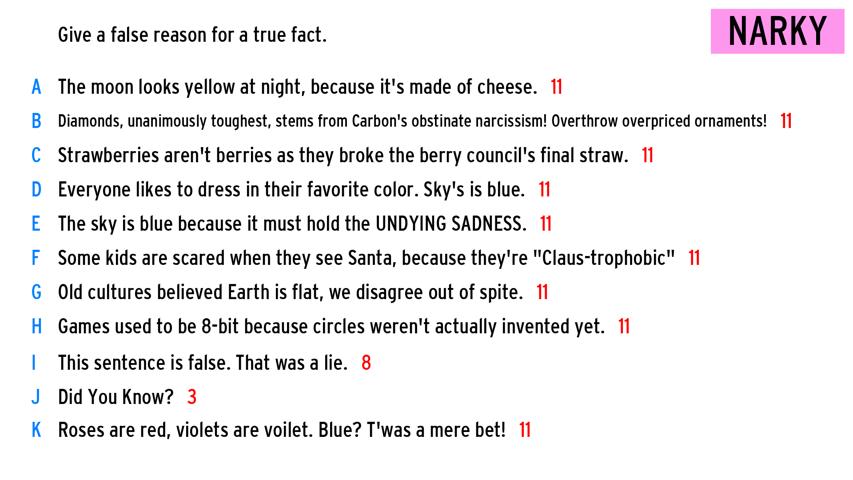 Give a false reason for a true fact.
NARKY
A The moon looks yellow at night, because it's made of cheese. 11
B Diamonds, unanimously toughest, stems from Carbon's obstinate narcissism! Overthrow overpriced ornaments! 11
C Strawberries aren't berries as they broke the berry council's final straw. 11
D Everyone likes to dress in their favorite color. Sky's is blue. 11
E The sky is blue because it must hold the UNDYING SADNESS. 11
F Some kids are scared when they see Santa, because they're "Claus-trophobic" 11
G Old cultures believed Earth is flat, we disagree out of spite. 11
H Games used to be 8-bit because circles weren't actually invented yet. 11
I This sentence is false. That was a lie. 8
J Did You Know? 3
K Roses are red, violets are voilet. Blue? T'was a mere bet! 11